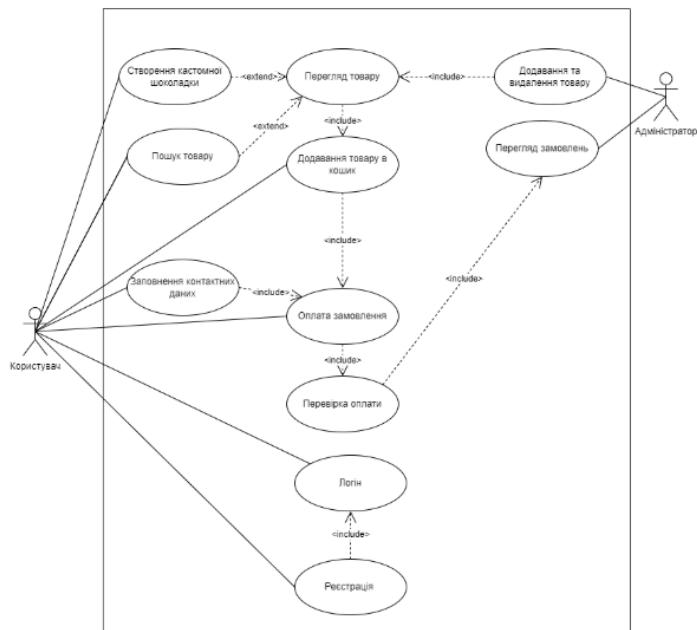 Створення кастомної
шоколадки
<extend>
Перегляд товару
<include>
Додавання та
видалення товару
Адміністратор
<include>
<extend>
Пошук товару
Додавання товару в
кошик
Перегляд замовлень
<include>
Заповнення контактних
даних
<include>
<include>
Оплата замовлення
Користувач
<include>
Перевірка оплати
Логін
<include>
Реєстрація